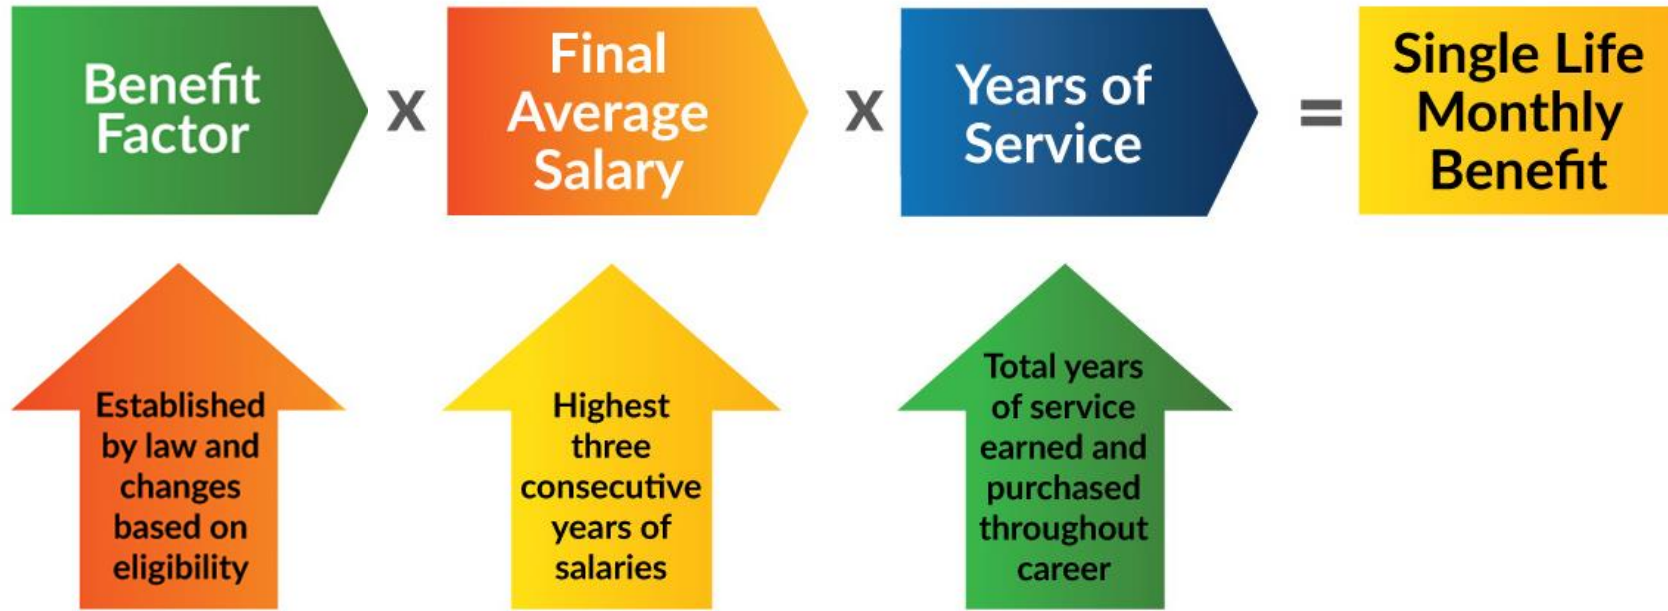 Benefit
Factor
X
Final
Average
Salary
X
Years of
Service
=
Single Life
Monthly
Benefit
Established
by law and
changes
based on
eligibility
Highest
three
consecutive
years of
salaries
Total years
of service
earned and
purchased
throughout
career